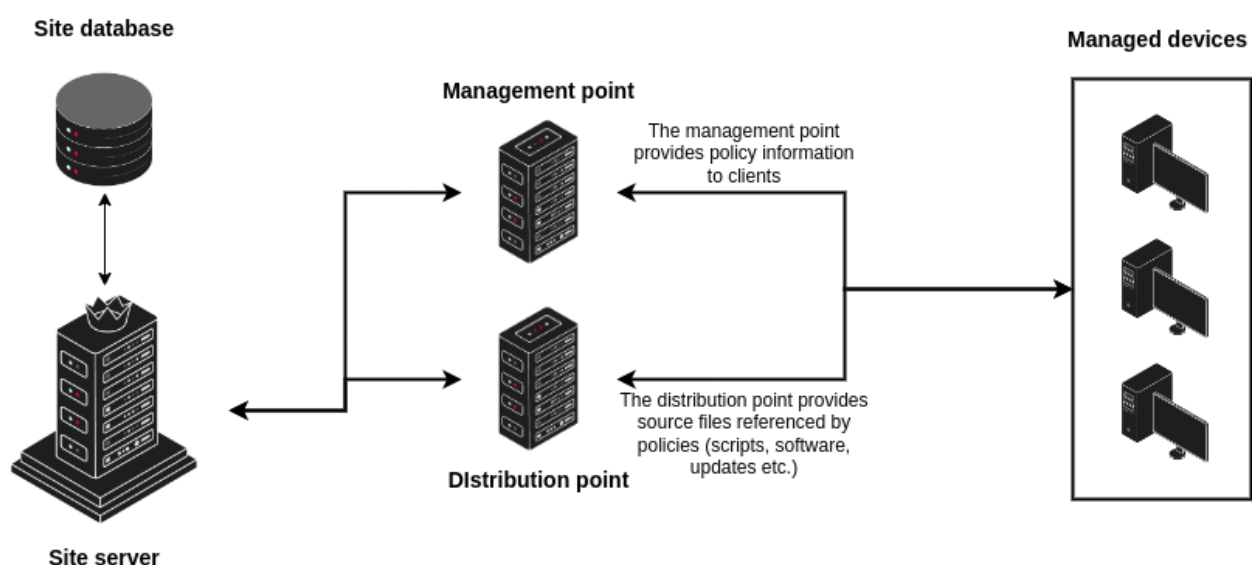 Site database
Managed devices
Management point
The management point
provides policy information
to clients
The distribution point provides
source files referenced by
policies (scripts, software,
updates etc.)
DIstribution point
Site server